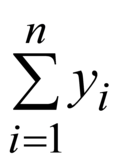 n
∑ yᵢ
i=1